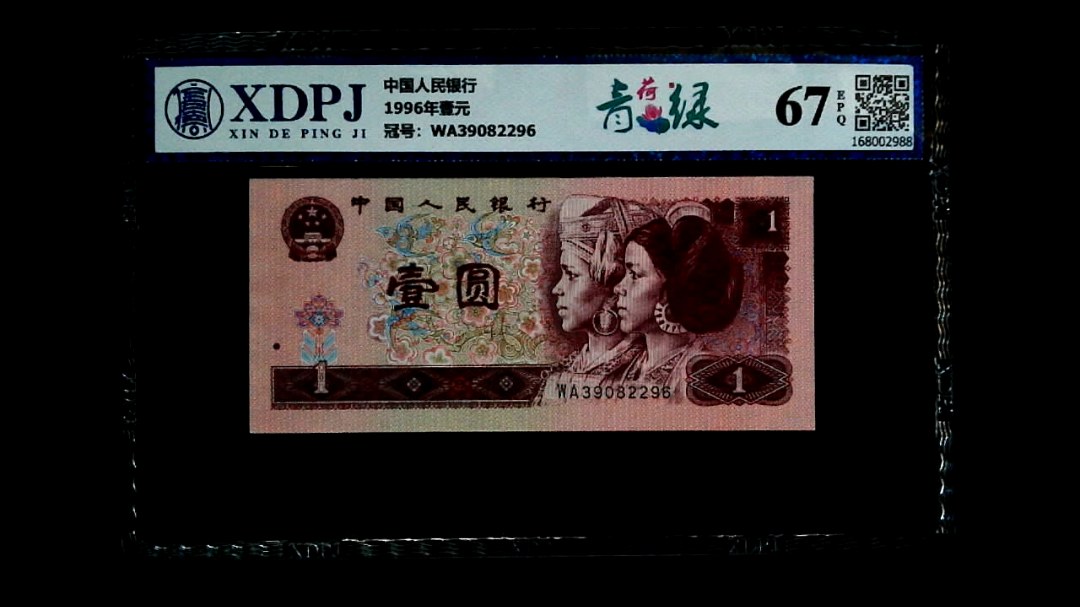 XDPJ
XIN DE PING JI
中国人民银行
1996年壹元
冠号：WA39082296
青荷绿
67
EPQ
168002988
中国人民银行
1
壹圆
1
WA39082296
1